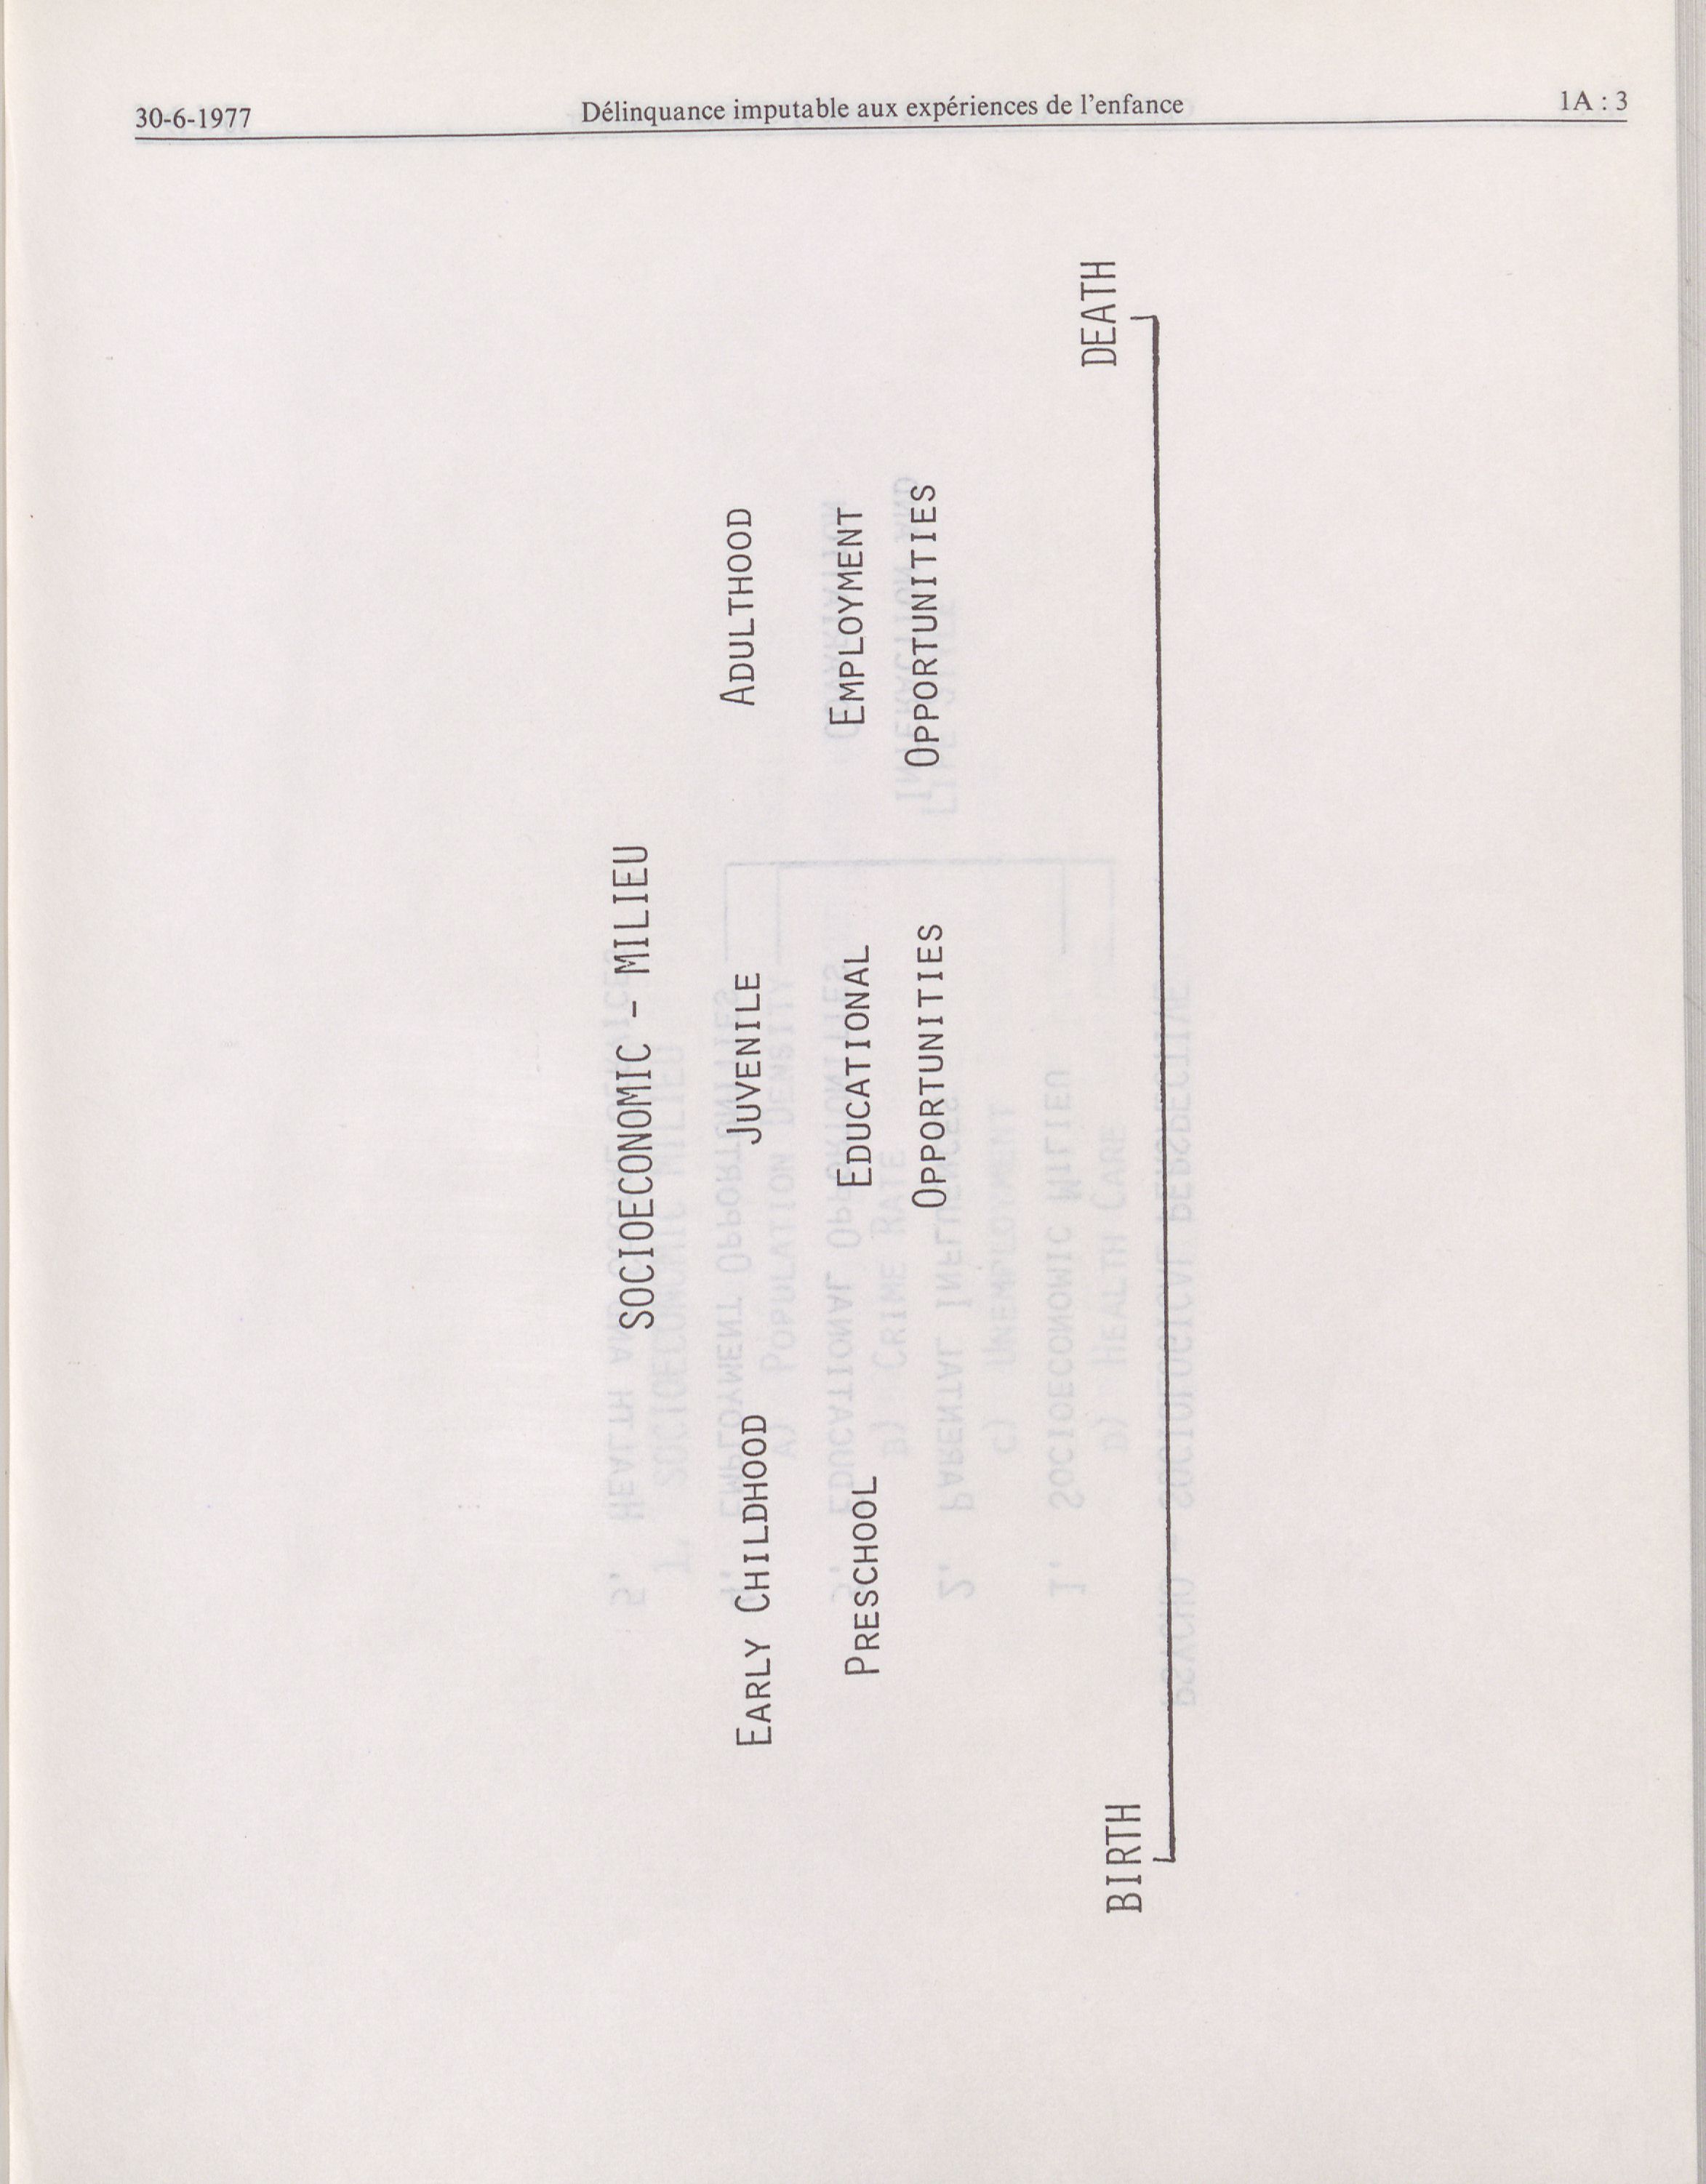 30-6-1977 Délinquance imputable aux expériences de l'enfance 1A : 3
SOCIOECONOMIC - MILIEU
EARLY CHILDHOOD JUVENILE ADULTHOOD
PRESCHOOL EDUCATIONAL EMPLOYMENT
OPPORTUNITIES OPPORTUNITIES
BIRTH DEATH